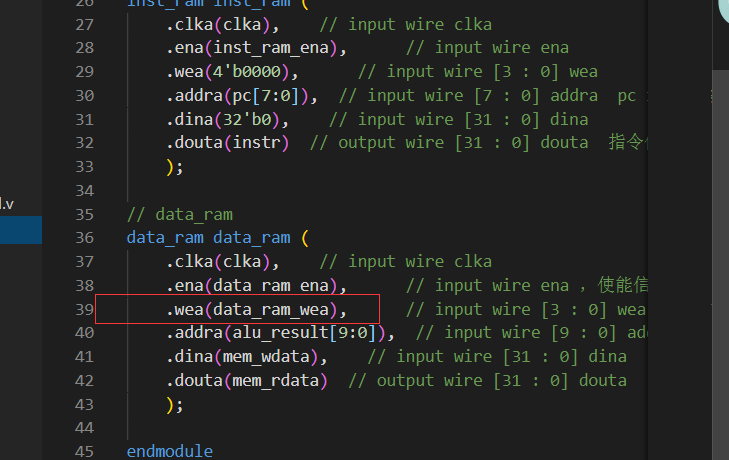 26 inst_ram inst_ram (
27 .clka(clka), // input wire clka
28 .ena(inst_ram_ena), // input wire ena
29 .wea(4'b0000), // input wire [3 : 0] wea
30 .addra(pc[7:0]), // input wire [7 : 0] addra pc
31 .dina(32'b0), // input wire [31 : 0] dina
32 .douta(instr) // output wire [31 : 0] douta 指令
33 );
34
d.v
35 // data_ram
36 data_ram data_ram (
37 .clka(clka), // input wire clka
38 .ena(data_ram_ena), // input wire ena ，使能信
39 .wea(data_ram_wea), // input wire [3 : 0] wea
40 .addra(alu_result[9:0]), // input wire [9 : 0] add
41 .dina(mem_wdata), // input wire [31 : 0] dina
42 .douta(mem_rdata) // output wire [31 : 0] douta
43 );
44
45 endmodule